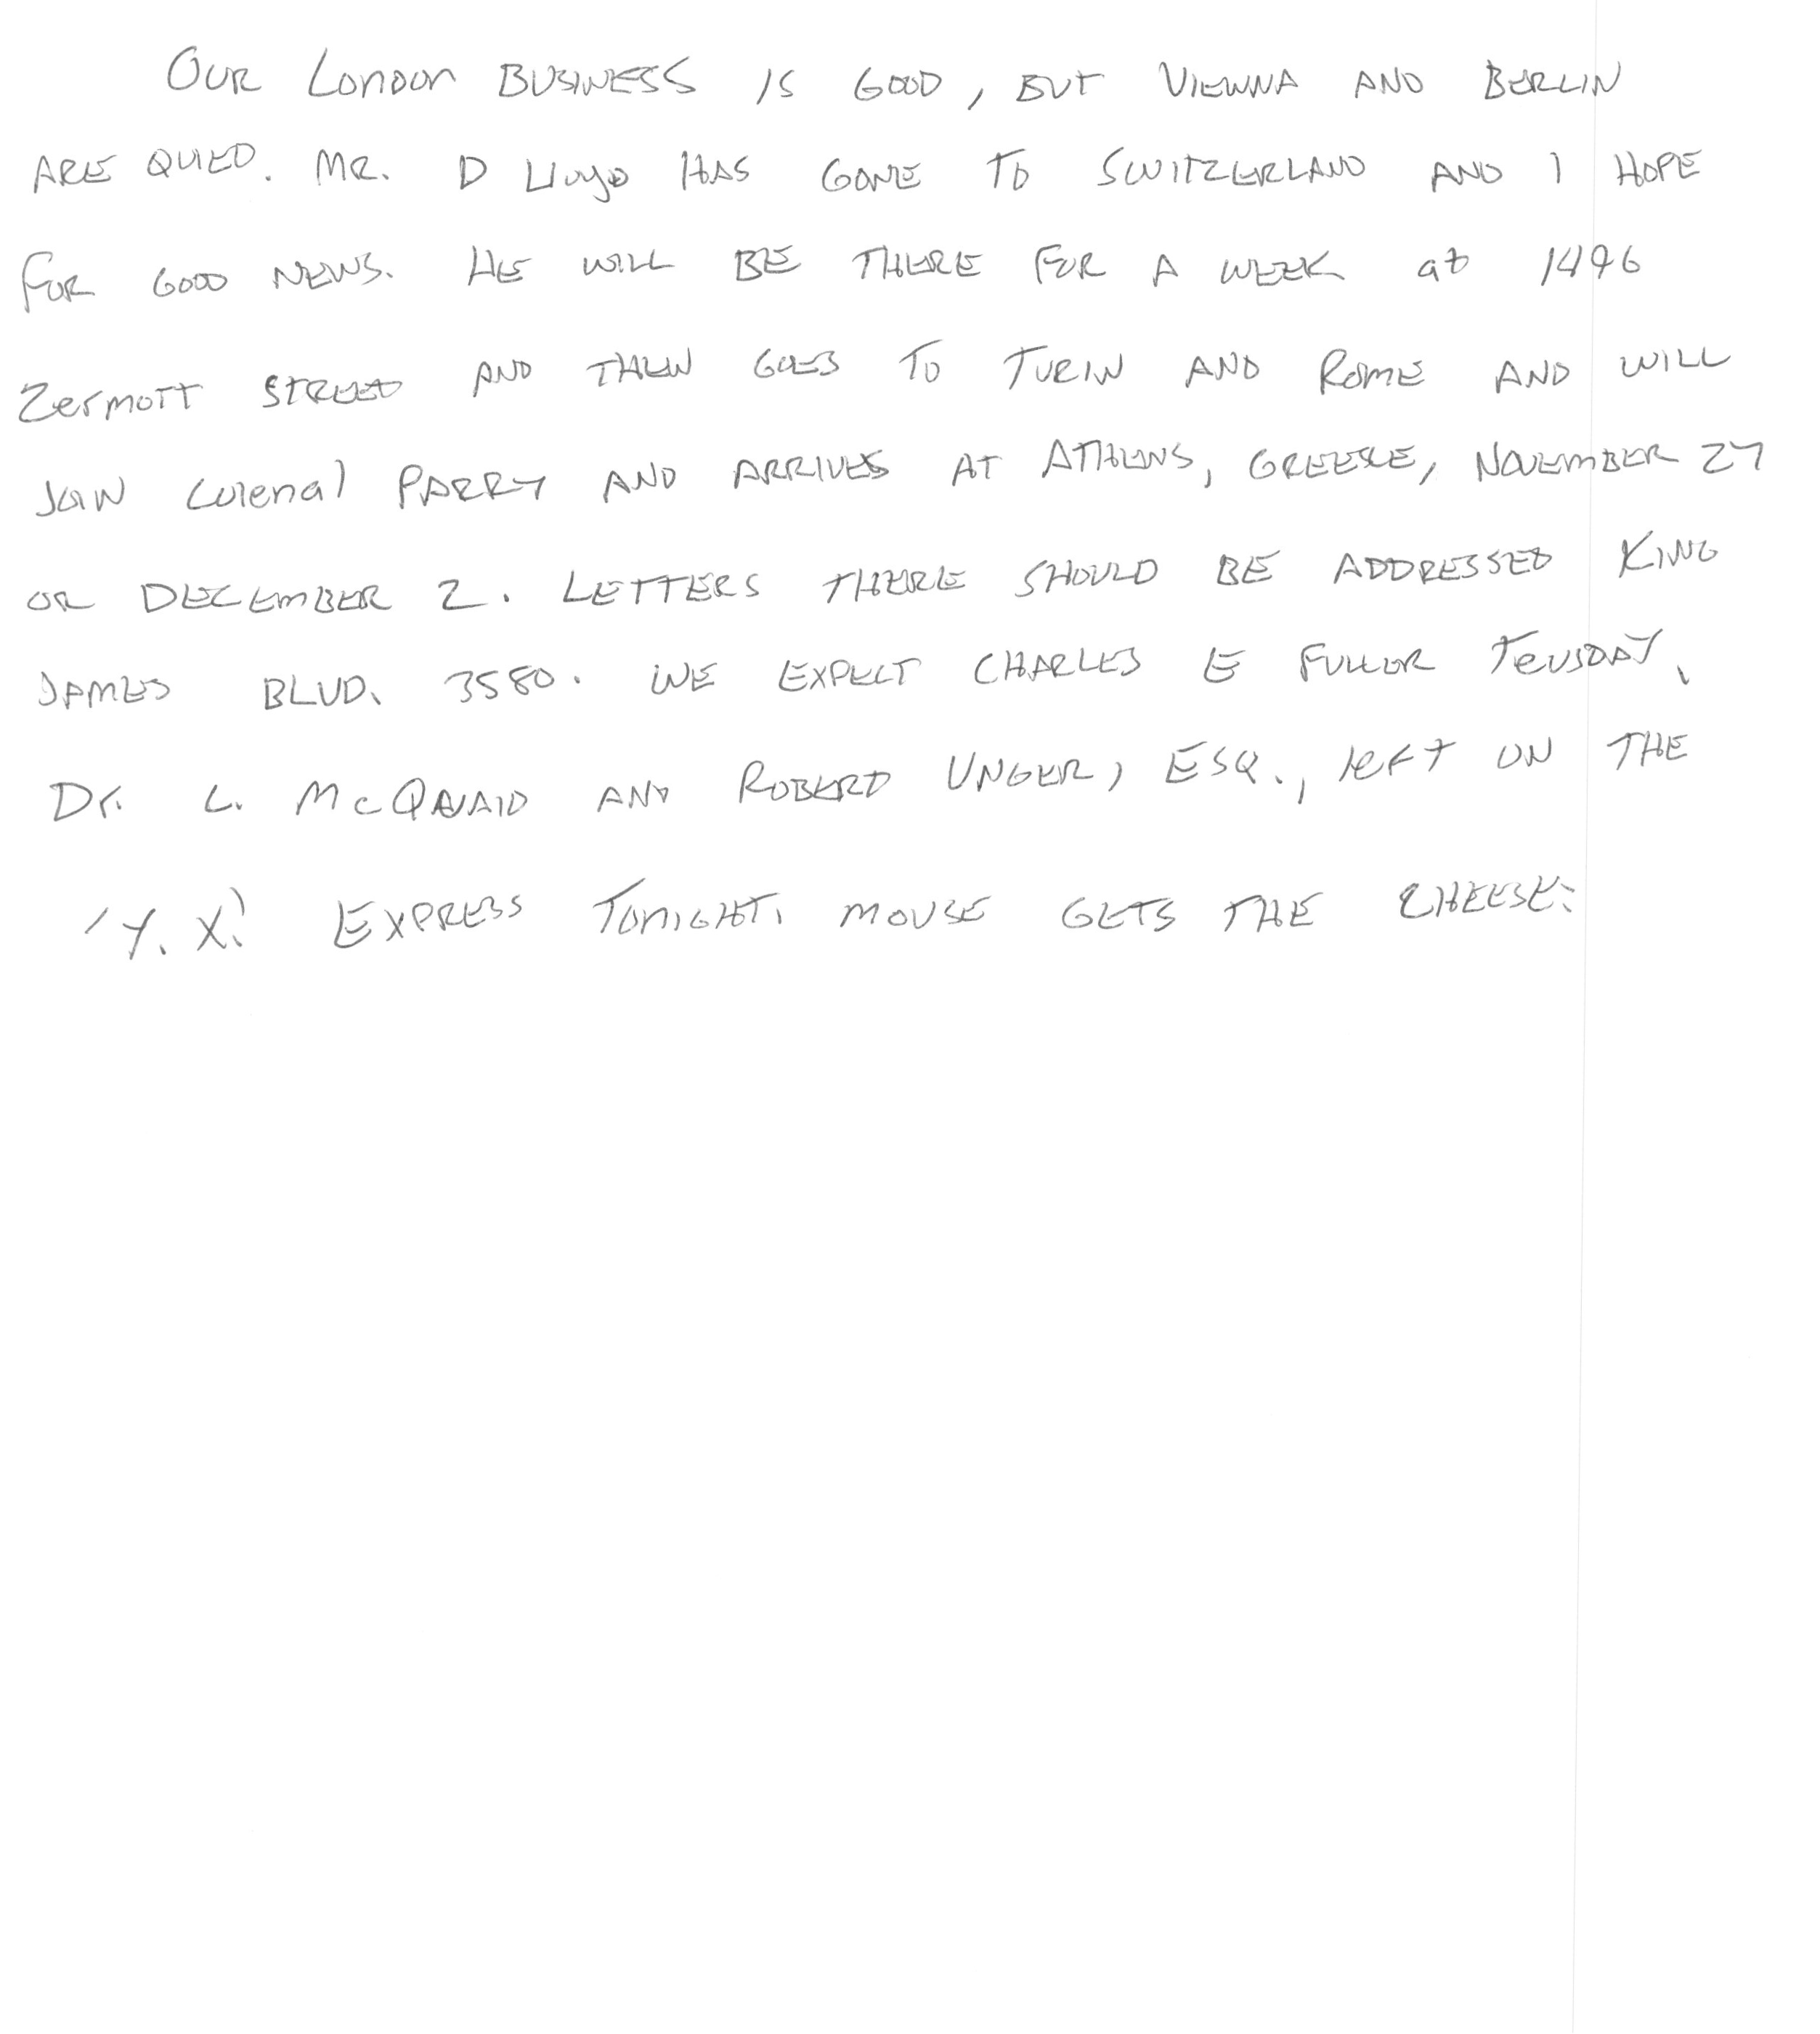 OUR LONDON BUSINESS IS GOOD, BUT VIENNA AND BERLIN
ARE QUIED. MR. D Lloyd HAS GONE TO SWITZERLAND AND I HOPE
FOR GOOD NEWS. HE WILL BE THERE FOR A WEEK at 1496
Zermott STREET AND THEN GOES TO TURIN AND ROME AND WILL
JOIN Colenal PARRY AND ARRIVES AT ATHENS, GREECE, NOVEMBER 27
OR DECEMBER 2. LETTERS THERE SHOULD BE ADDRESSED KING
JAMES BLVD. 3580. WE EXPECT CHARLES E FULLER TEUSDAY.
Dr. L. McQUAID AND ROBERT UNGER, ESQ., left ON THE
'Y. X.' EXPRESS TONIGHT. MOUSE GETS THE CHEESE.